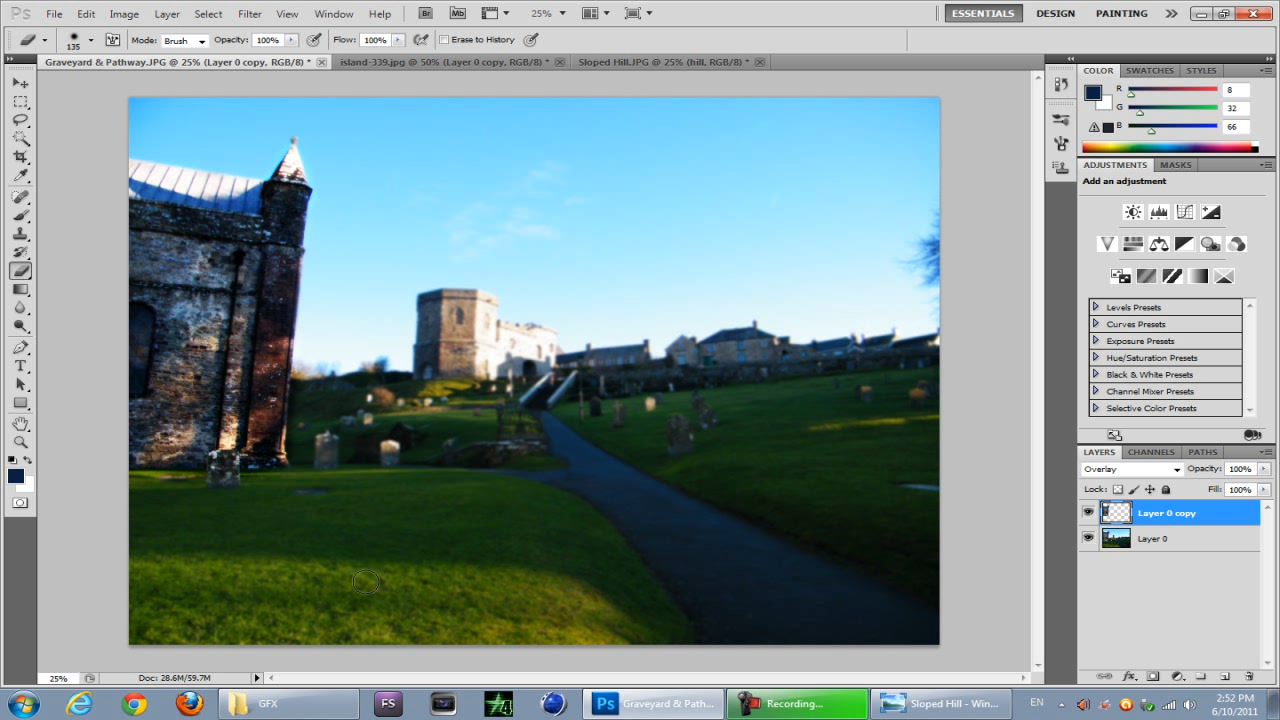 Ps File Edit Image Layer Select Filter View Window Help Br Mb 25% ESSENTIALS DESIGN PAINTING
135 Mode: Brush Opacity: 100% Flow: 100% Erase to History
Graveyard & Pathway.JPG @ 25% (Layer 0 copy, RGB/8) * island-339.jpg @ 50% (Layer 0 copy, RGB/8) * Sloped Hill.JPG @ 25% (hill, RGB/8) *
COLOR SWATCHES STYLES
R 8
G 32
B 66
ADJUSTMENTS MASKS
Add an adjustment
Levels Presets
Curves Presets
Exposure Presets
Hue/Saturation Presets
Black & White Presets
Channel Mixer Presets
Selective Color Presets
LAYERS CHANNELS PATHS
Overlay Opacity: 100%
Lock: Fill: 100%
Layer 0 copy
Layer 0
25% Doc: 28.6M/59.7M
GFX FS Ps Graveyard & Path... Recording... Sloped Hill - Win... EN 2:52 PM
6/10/2011